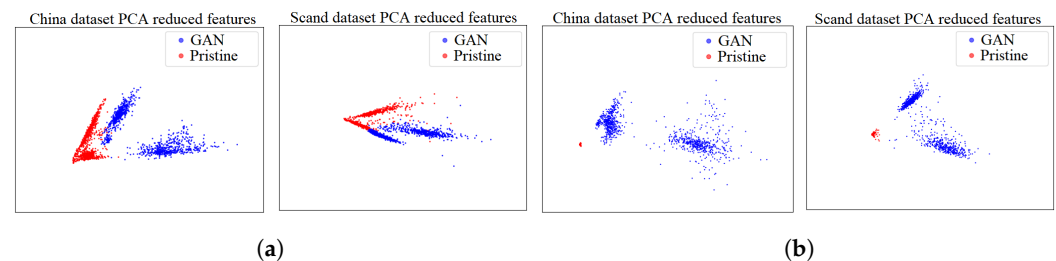 China dataset PCA reduced features
GAN
Pristine
Scand dataset PCA reduced features
GAN
Pristine
China dataset PCA reduced features
GAN
Pristine
Scand dataset PCA reduced features
GAN
Pristine
(a)
(b)